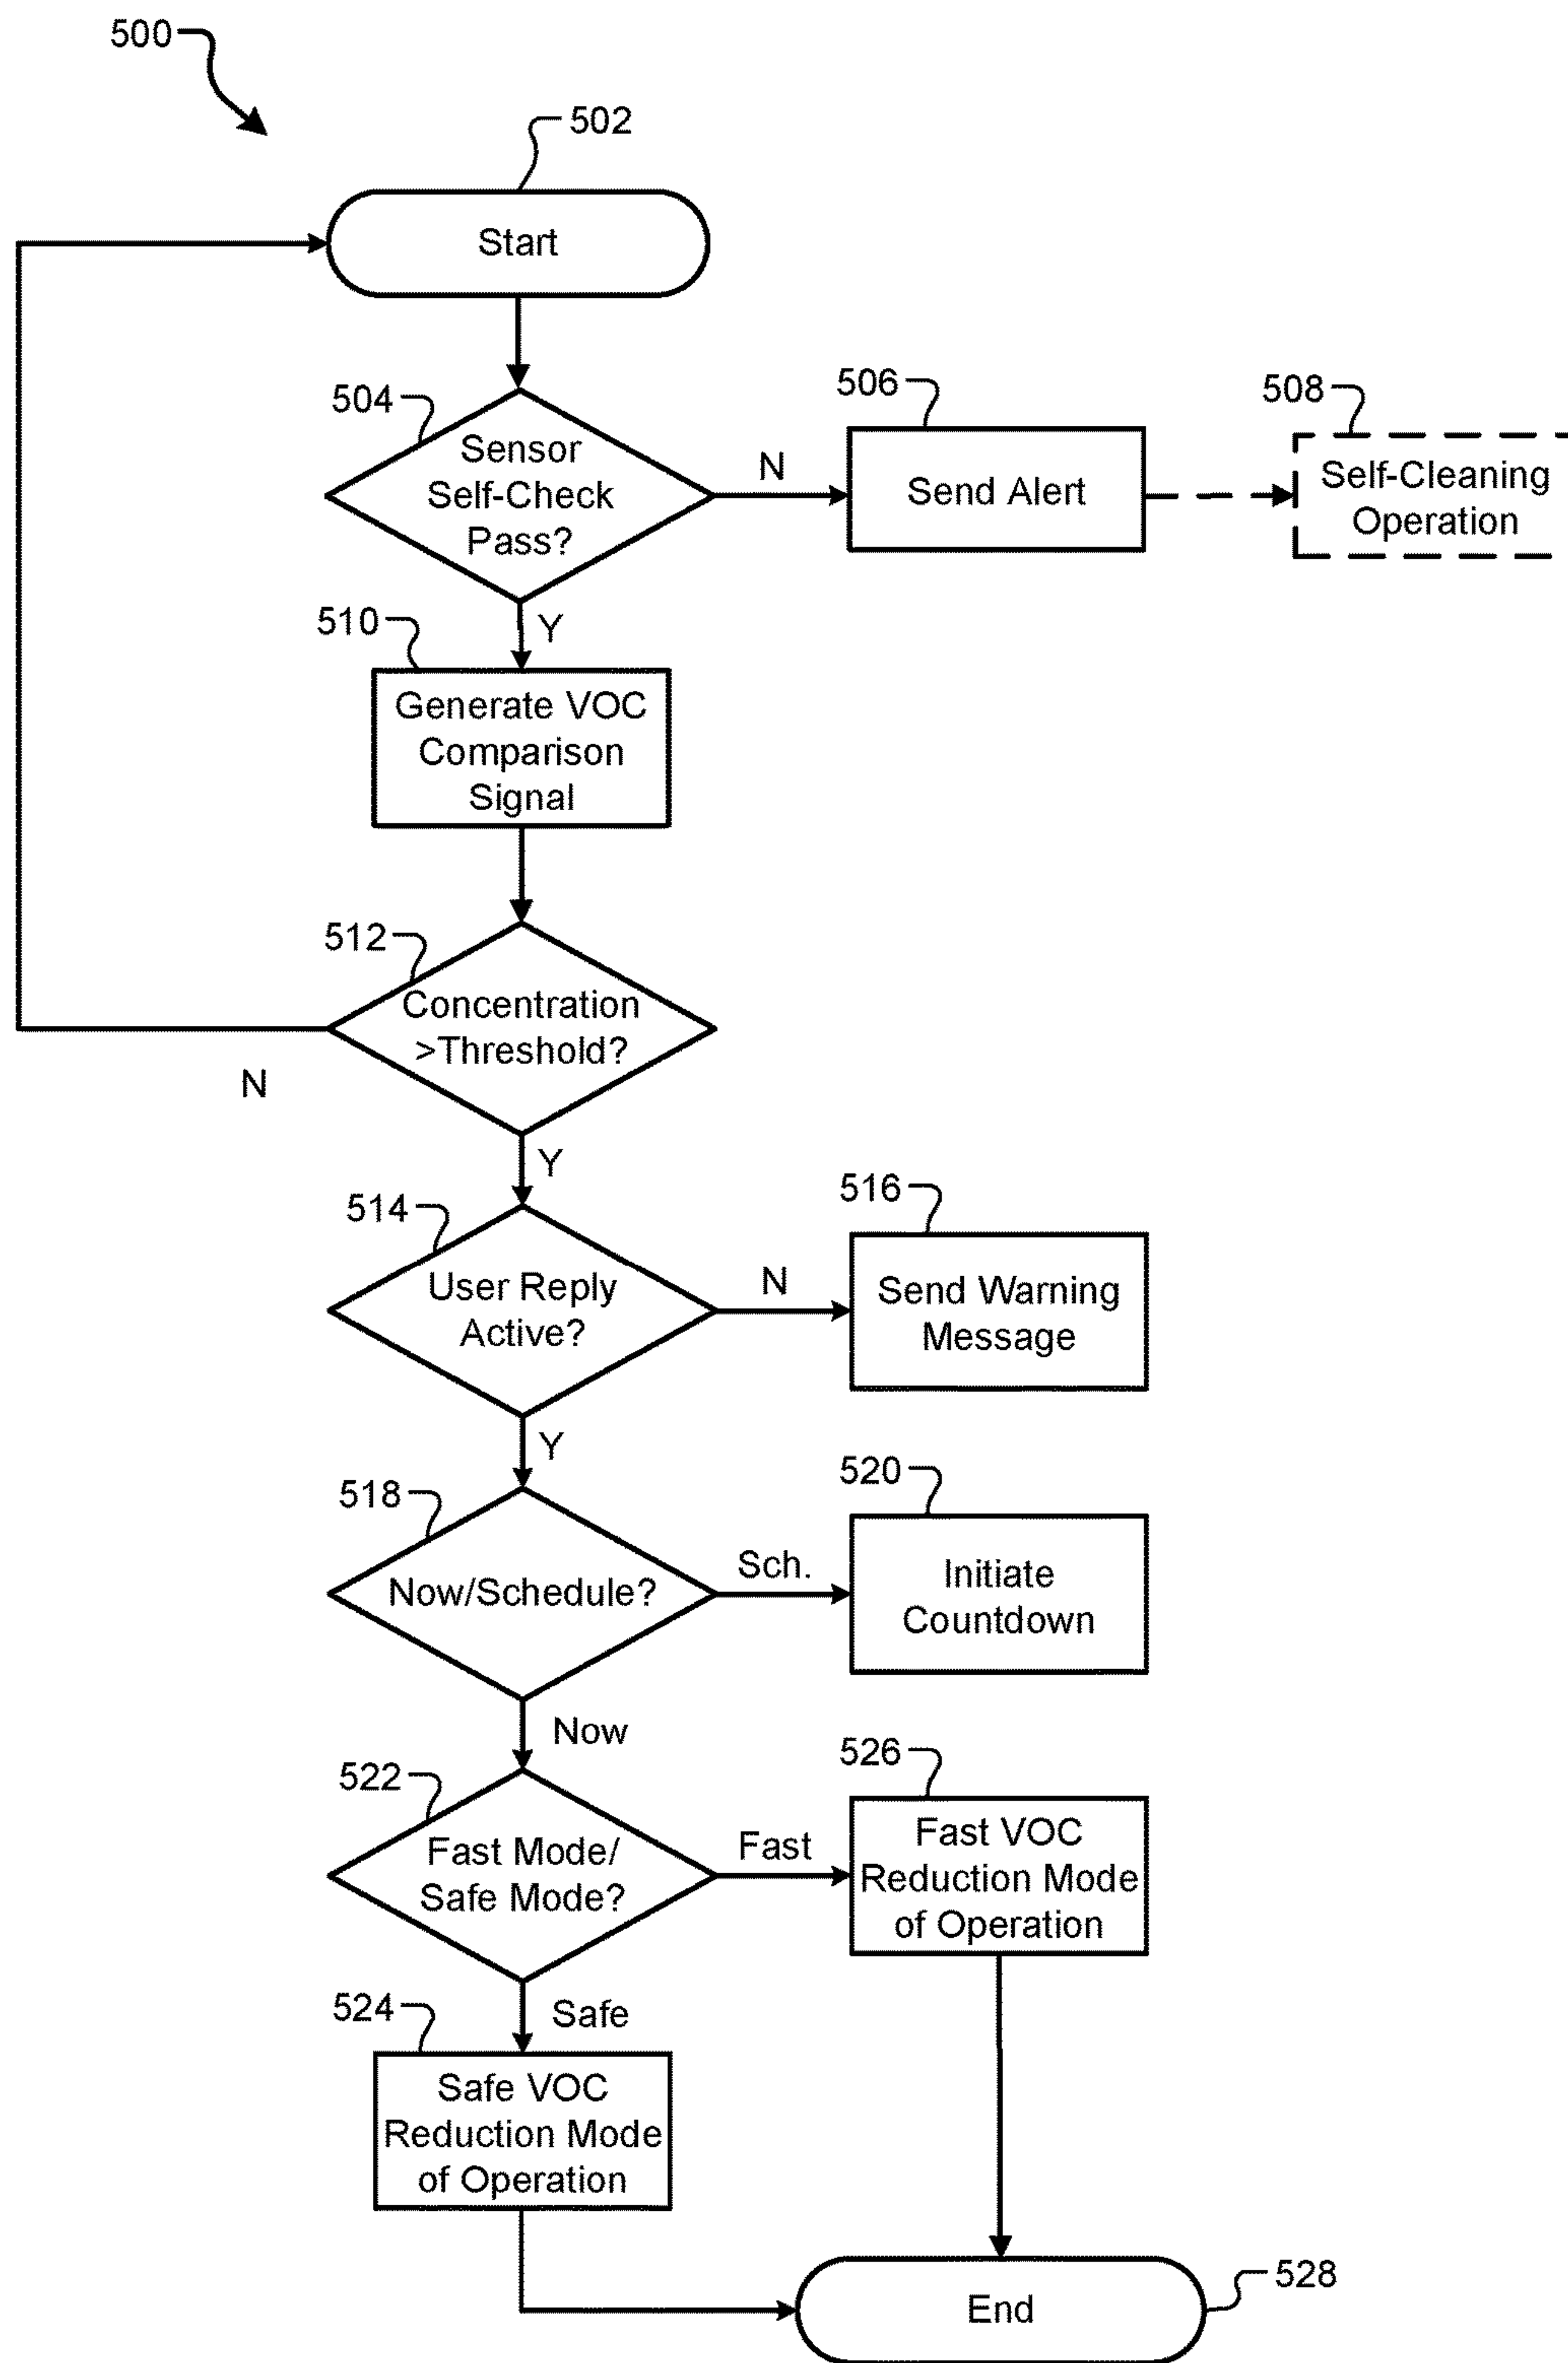 500
502
Start
504
Sensor
Self-Check
Pass?
N
506
Send Alert
508
Self-Cleaning
Operation
Y
510
Generate VOC
Comparison
Signal
512
Concentration
>Threshold?
N
Y
514
User Reply
Active?
N
516
Send Warning
Message
Y
518
Now/Schedule?
Sch.
520
Initiate
Countdown
Now
522
Fast Mode/
Safe Mode?
Fast
526
Fast VOC
Reduction Mode
of Operation
Safe
524
Safe VOC
Reduction Mode
of Operation
End
528